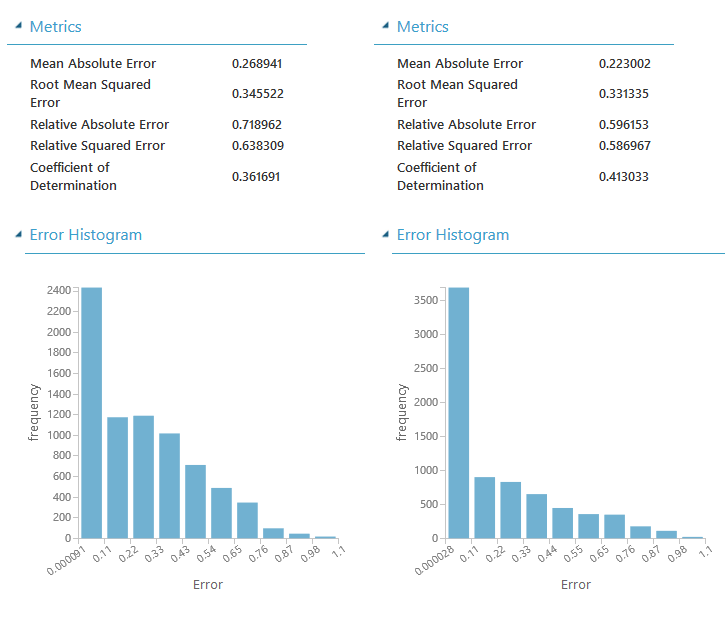 Metrics
Mean Absolute Error 0.268941
Root Mean Squared
Error 0.345522
Relative Absolute Error 0.718962
Relative Squared Error 0.638309
Coefficient of
Determination 0.361691
Error Histogram
2400
2200
2000
1800
1600
1400
1200
1000
800
600
400
200
0
frequency
0.000091 0.11 0.22 0.33 0.43 0.54 0.65 0.76 0.87 0.98 1.1
Error
Metrics
Mean Absolute Error 0.223002
Root Mean Squared
Error 0.331335
Relative Absolute Error 0.596153
Relative Squared Error 0.586967
Coefficient of
Determination 0.413033
Error Histogram
3500
3000
2500
2000
1500
1000
500
0
frequency
0.000028 0.11 0.22 0.33 0.44 0.55 0.65 0.76 0.87 0.98 1.1
Error